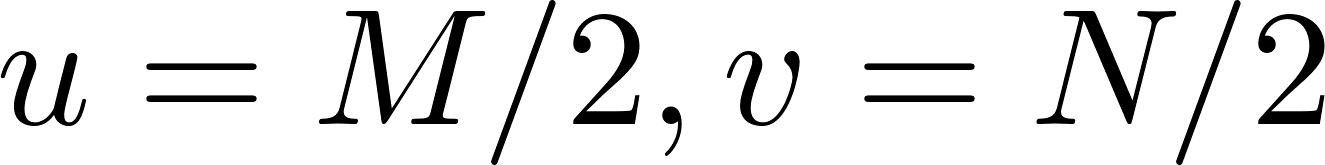 u = M/2, v = N/2